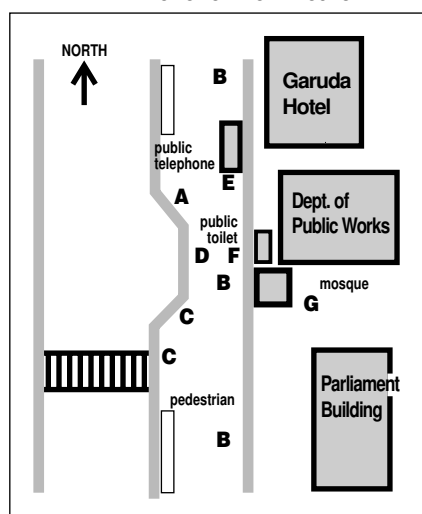 NORTH
B
Garuda
Hotel
public
telephone
E
A
Dept. of
Public Works
public
toilet
D
F
B
mosque
G
C
C
Parliament
Building
pedestrian
B